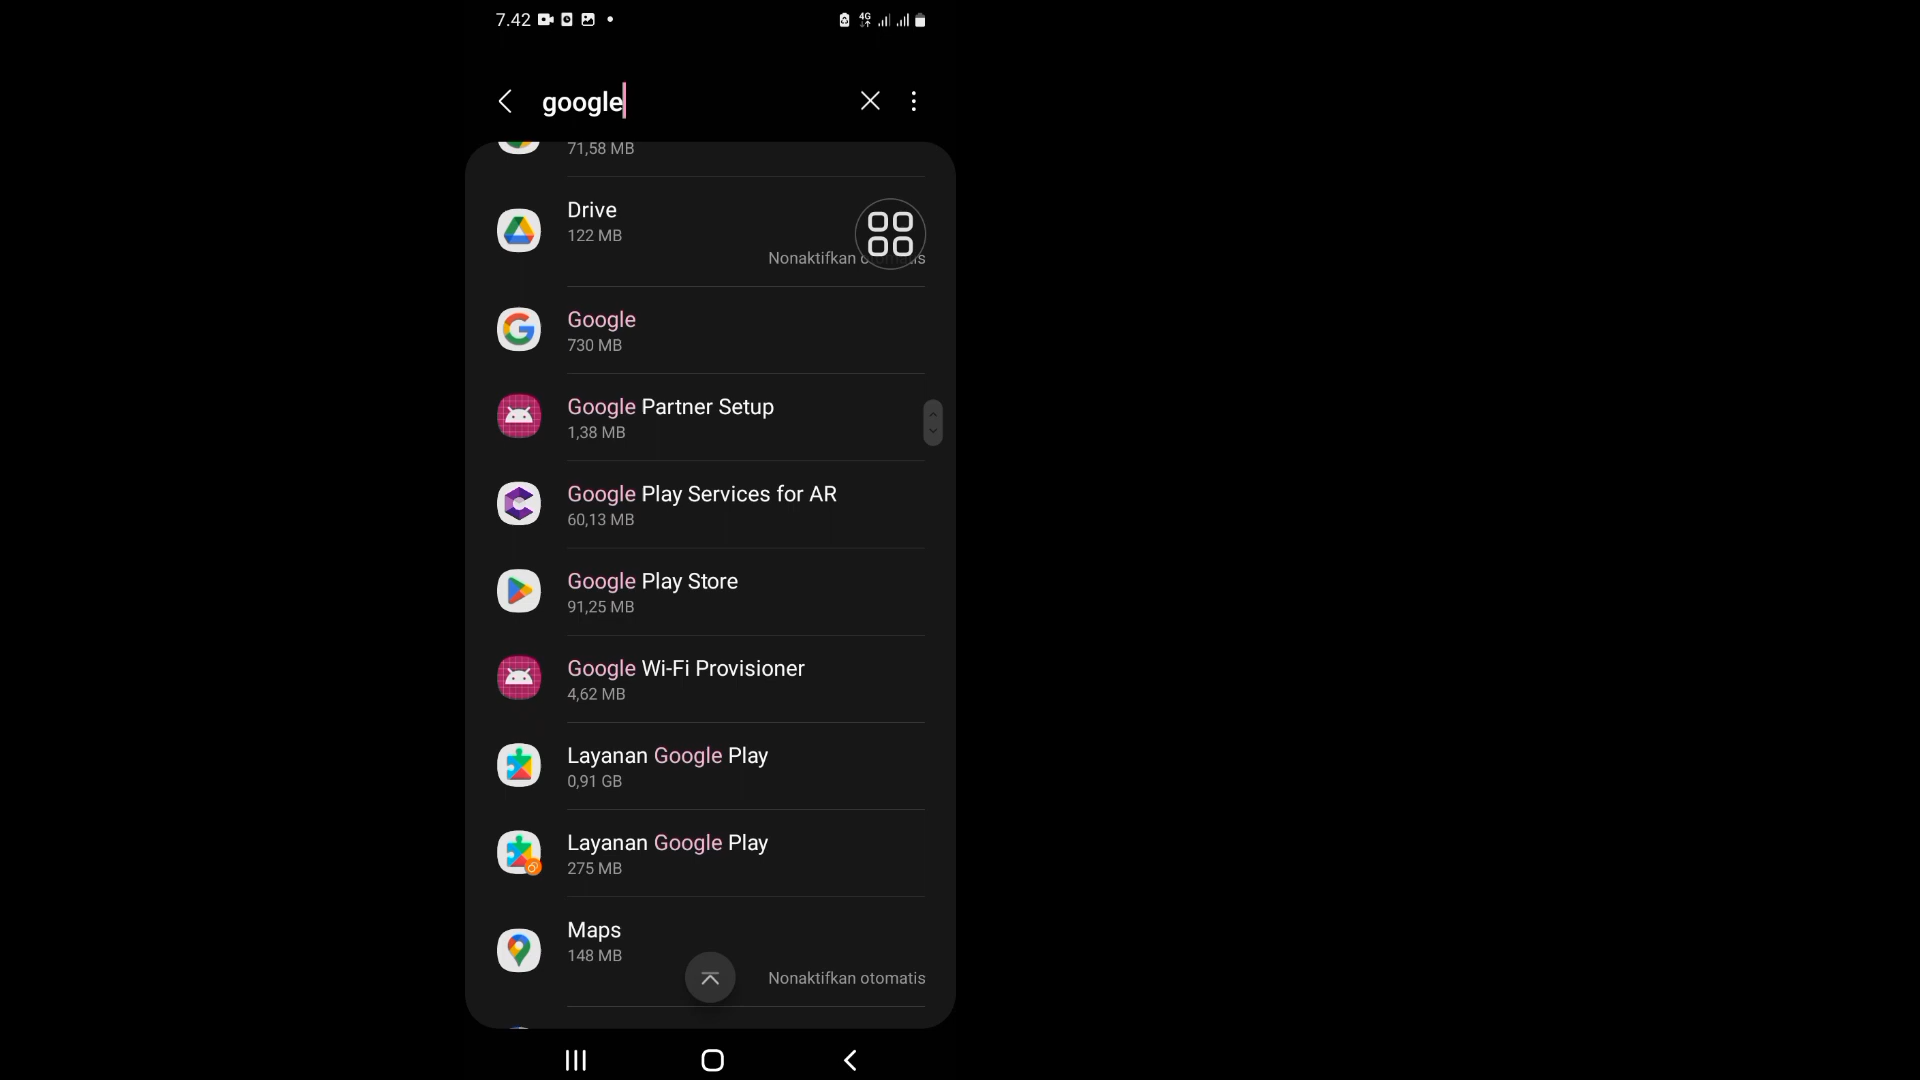 7.42
4G
google
71,58 MB
Drive
122 MB
Nonaktifkan otomatis
Google
730 MB
Google Partner Setup
1,38 MB
Google Play Services for AR
60,13 MB
Google Play Store
91,25 MB
Google Wi-Fi Provisioner
4,62 MB
Layanan Google Play
0,91 GB
Layanan Google Play
275 MB
Maps
148 MB
Nonaktifkan otomatis